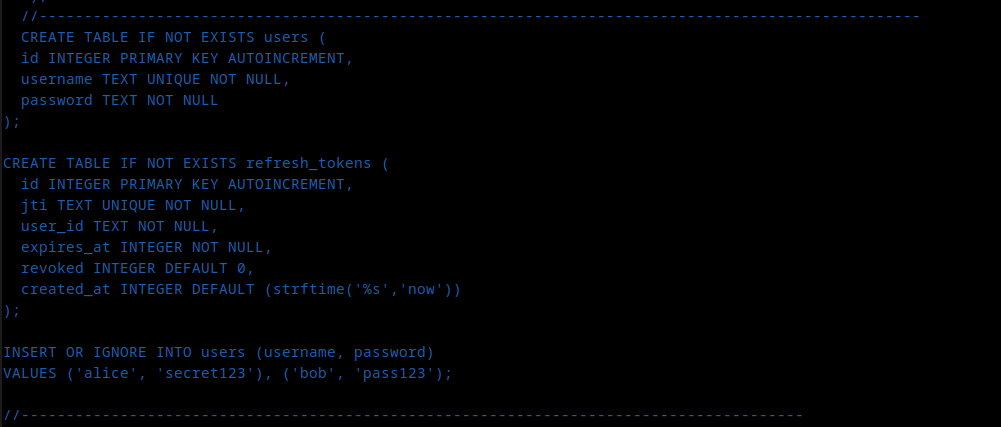 //--------------------------------------------------------------------------------------------------
CREATE TABLE IF NOT EXISTS users (
id INTEGER PRIMARY KEY AUTOINCREMENT,
username TEXT UNIQUE NOT NULL,
password TEXT NOT NULL
);
CREATE TABLE IF NOT EXISTS refresh_tokens (
id INTEGER PRIMARY KEY AUTOINCREMENT,
jti TEXT UNIQUE NOT NULL,
user_id TEXT NOT NULL,
expires_at INTEGER NOT NULL,
revoked INTEGER DEFAULT 0,
created_at INTEGER DEFAULT (strftime('%s','now'))
);
INSERT OR IGNORE INTO users (username, password)
VALUES ('alice', 'secret123'), ('bob', 'pass123');
//---------------------------------------------------------------------------------------